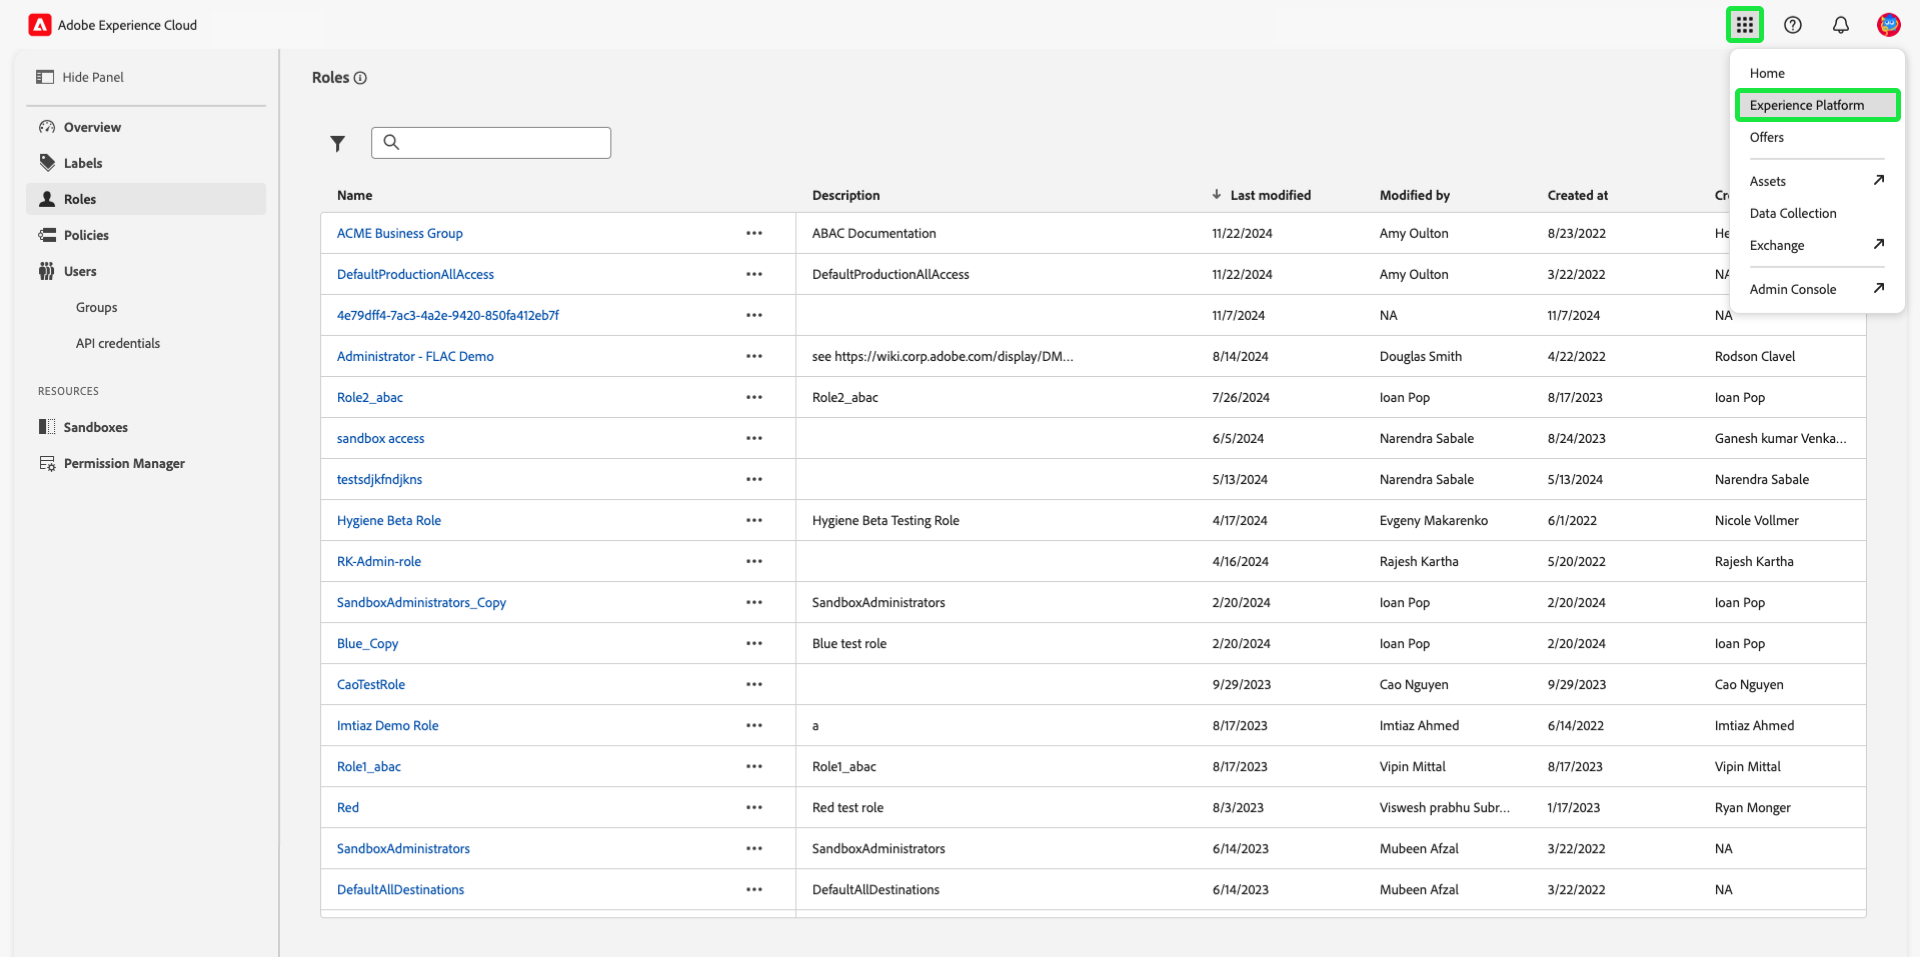 Adobe Experience Cloud
Hide Panel
Overview
Labels
Roles
Policies
Users
Groups
API credentials
RESOURCES
Sandboxes
Permission Manager
Roles
Home
Experience Platform
Offers
Assets
Data Collection
Exchange
Admin Console
Name Description Last modified Modified by Created at
ACME Business Group ABAC Documentation 11/22/2024 Amy Oulton 8/23/2022
DefaultProductionAllAccess DefaultProductionAllAccess 11/22/2024 Amy Oulton 3/22/2022 NA
4e79dff4-7ac3-4a2e-9420-850fa412eb7f 11/7/2024 NA 11/7/2024 NA
Administrator - FLAC Demo see https://wiki.corp.adobe.com/display/DM... 8/14/2024 Douglas Smith 4/22/2022 Rodson Clavel
Role2_abac Role2_abac 7/26/2024 Ioan Pop 8/17/2023 Ioan Pop
sandbox access 6/5/2024 Narendra Sabale 8/24/2023 Ganesh kumar Venka...
testsdjkfndjkns 5/13/2024 Narendra Sabale 5/13/2024 Narendra Sabale
Hygiene Beta Role Hygiene Beta Testing Role 4/17/2024 Evgeny Makarenko 6/1/2022 Nicole Vollmer
RK-Admin-role 4/16/2024 Rajesh Kartha 5/20/2022 Rajesh Kartha
SandboxAdministrators_Copy SandboxAdministrators 2/20/2024 Ioan Pop 2/20/2024 Ioan Pop
Blue_Copy Blue test role 2/20/2024 Ioan Pop 2/20/2024 Ioan Pop
CaoTestRole 9/29/2023 Cao Nguyen 9/29/2023 Cao Nguyen
Imtiaz Demo Role a 8/17/2023 Imtiaz Ahmed 6/14/2022 Imtiaz Ahmed
Role1_abac Role1_abac 8/17/2023 Vipin Mittal 8/17/2023 Vipin Mittal
Red Red test role 8/3/2023 Viswesh prabhu Subr... 1/17/2023 Ryan Monger
SandboxAdministrators SandboxAdministrators 6/14/2023 Mubeen Afzal 3/22/2022 NA
DefaultAllDestinations DefaultAllDestinations 6/14/2023 Mubeen Afzal 3/22/2022 NA